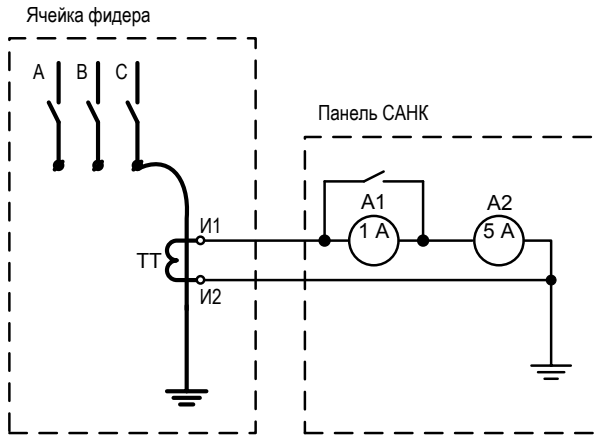 Ячейка фидера
A B C
Панель САНК
A1 A2
1 A 5 A
И1
ТТ
И2